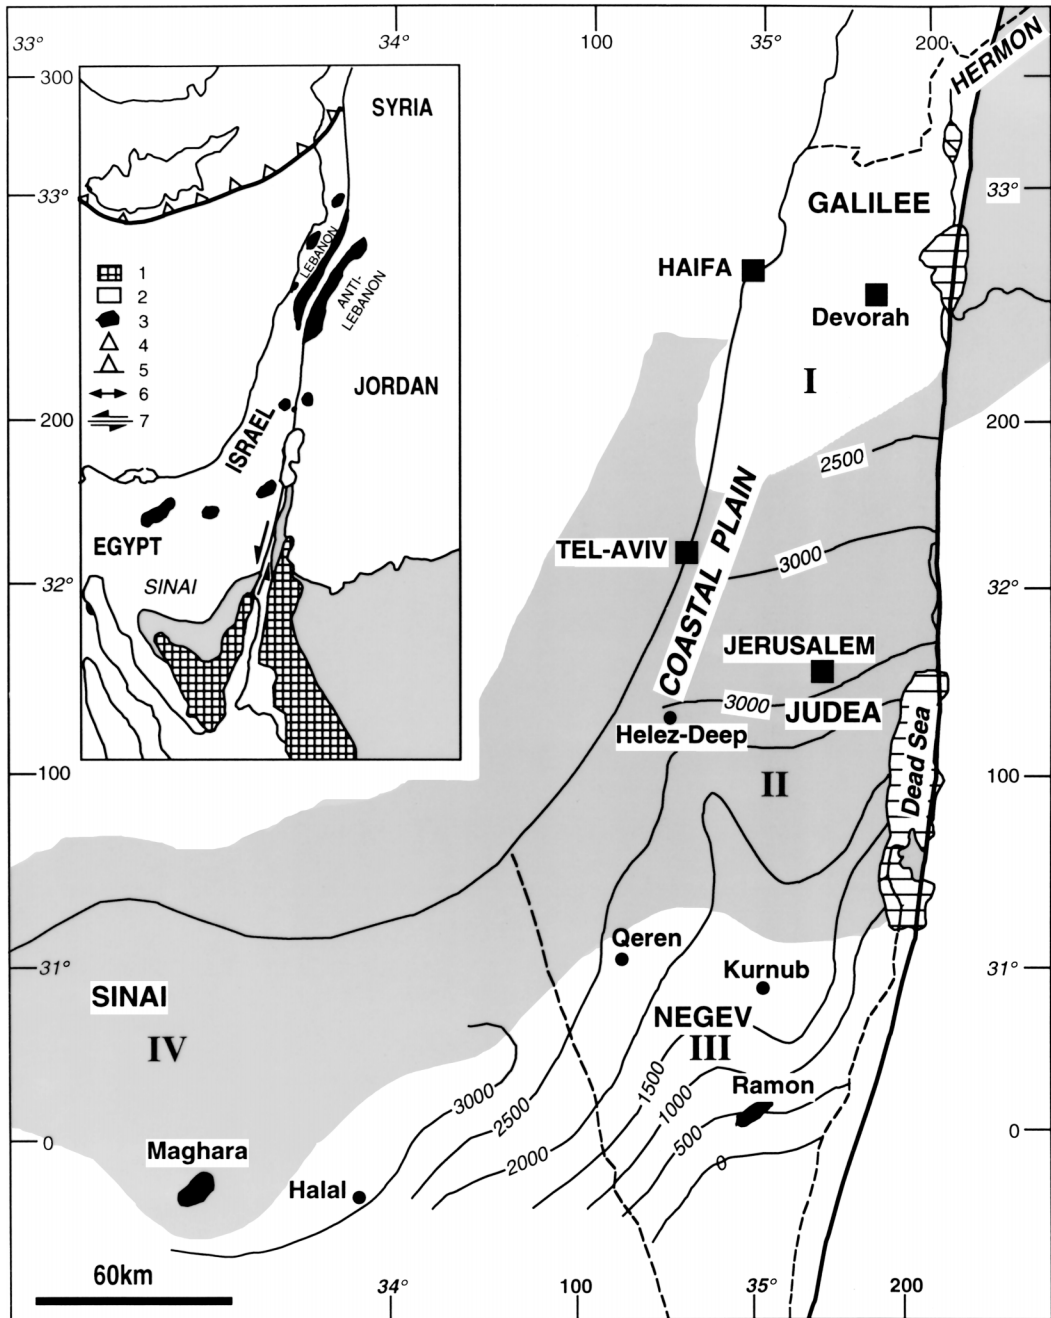 33°
34°
100
35°
200
HERMON
300
SYRIA
33°
33°
GALILEE
LEBANON
HAIFA
1
2
ANTI-
LEBANON
3
Devorah
4
5
JORDAN
I
6
7
200
ISRAEL
200
2500
COASTAL PLAIN
EGYPT
TEL-AVIV
3000
32°
SINAI
32°
JERUSALEM
3000
JUDEA
Helez-Deep
Dead Sea
100
II
100
Qeren
31°
Kurnub
31°
SINAI
NEGEV
IV
III
Ramon
3000
2500
1500
1000
0
Maghara
2000
500
0
0
Halal
60km
34°
100
35°
200